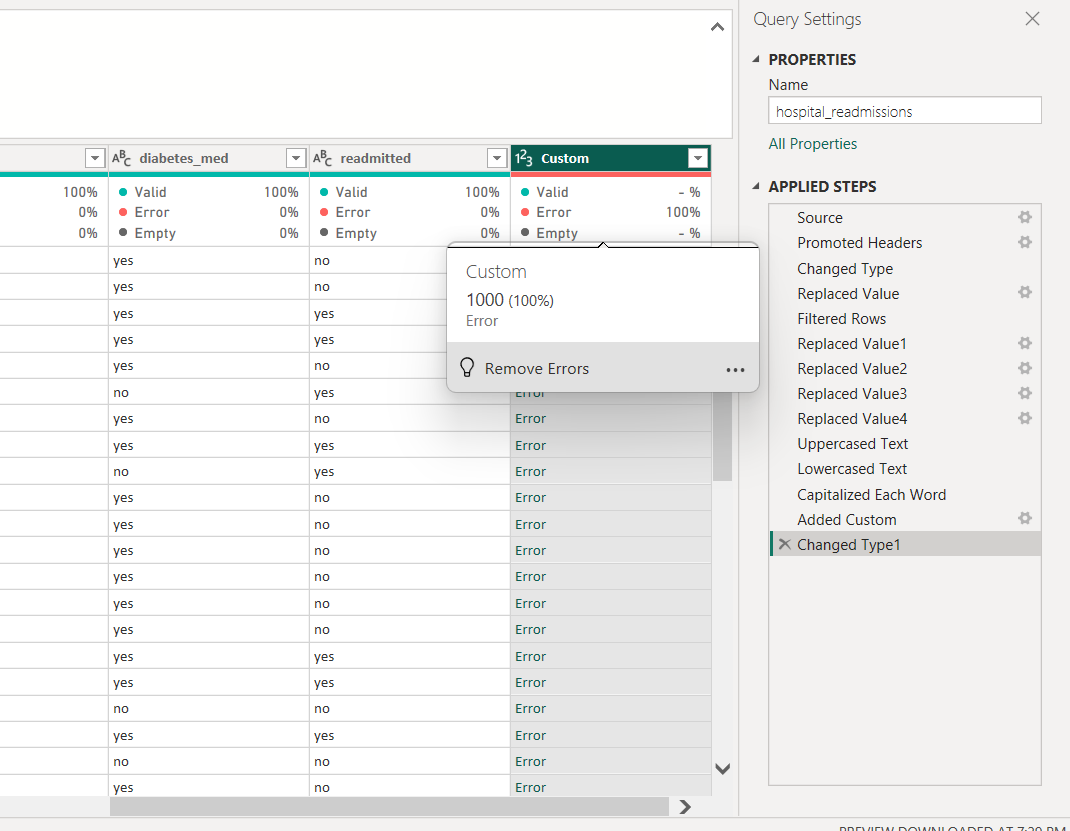 Query Settings
PROPERTIES
Name
hospital_readmissions
All Properties
APPLIED STEPS
Source
Promoted Headers
Changed Type
Replaced Value
Filtered Rows
Replaced Value1
Replaced Value2
Replaced Value3
Replaced Value4
Uppercased Text
Lowercased Text
Capitalized Each Word
Added Custom
Changed Type1
ABC diabetes_med ABC readmitted 123 Custom
100% Valid 100% Valid 100% Valid - %
0% Error 0% Error 0% Error 100%
0% Empty 0% Empty 0% Empty - %
yes no
yes no
yes yes
yes yes
yes no
no yes Error
yes no Error
yes yes Error
no yes Error
yes no Error
yes no Error
yes no Error
yes no Error
yes no Error
yes no Error
yes yes Error
yes yes Error
no no Error
yes yes Error
no no Error
yes no Error
Custom
1000 (100%)
Error
Remove Errors
PREVIEW DOWNLOADED AT 7:20 PM